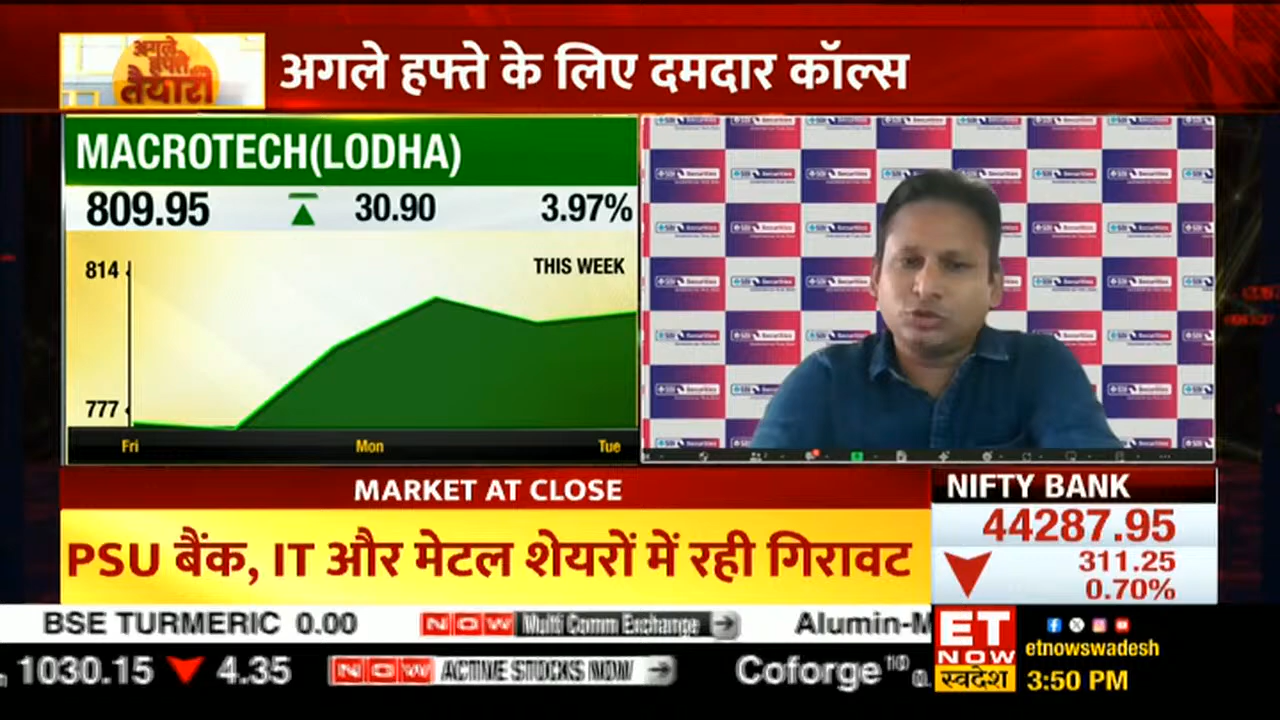 अगले हफ्ते की तैयारी
अगले हफ्ते के लिए दमदार कॉल्स
MACROTECH(LODHA)
809.95 30.90 3.97%
THIS WEEK
814
777
Fri Mon Tue
SBI Securities
MARKET AT CLOSE
PSU बैंक, IT और मेटल शेयरों में रही गिरावट
NIFTY BANK
44287.95
311.25
0.70%
BSE TURMERIC 0.00 NOW Multi Comm Exchange Alumin-M
1030.15 4.35 NOW ACTIVE STOCKS NOW Coforge
ET
NOW
स्वदेश
etnowswadesh
3:50 PM